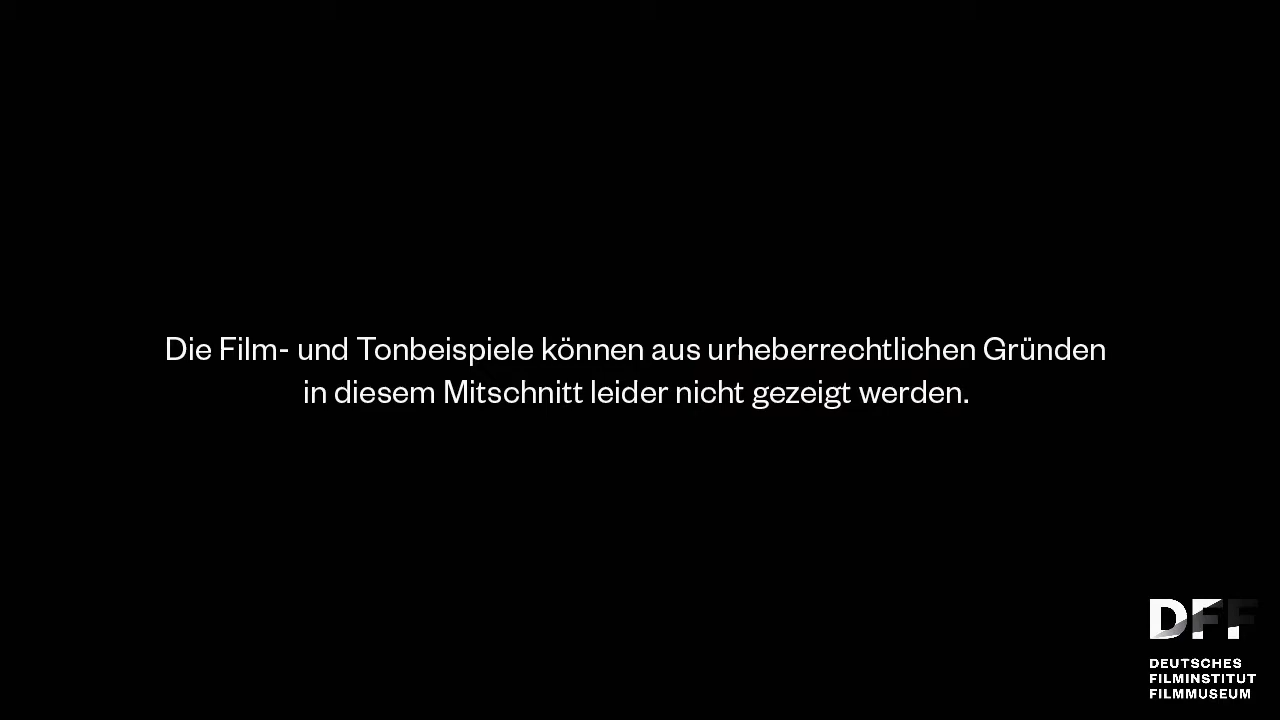 Die Film- und Tonbeispiele können aus urheberrechtlichen Gründen
in diesem Mitschnitt leider nicht gezeigt werden.
DFF
DEUTSCHES
FILMINSTITUT
FILMMUSEUM